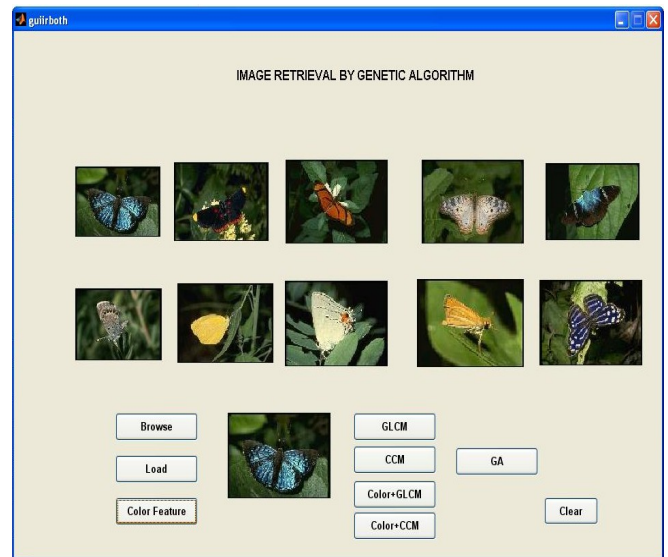 guiirboth
IMAGE RETRIEVAL BY GENETIC ALGORITHM
Browse
GLCM
CCM
GA
Load
Color+GLCM
Color Feature
Clear
Color+CCM